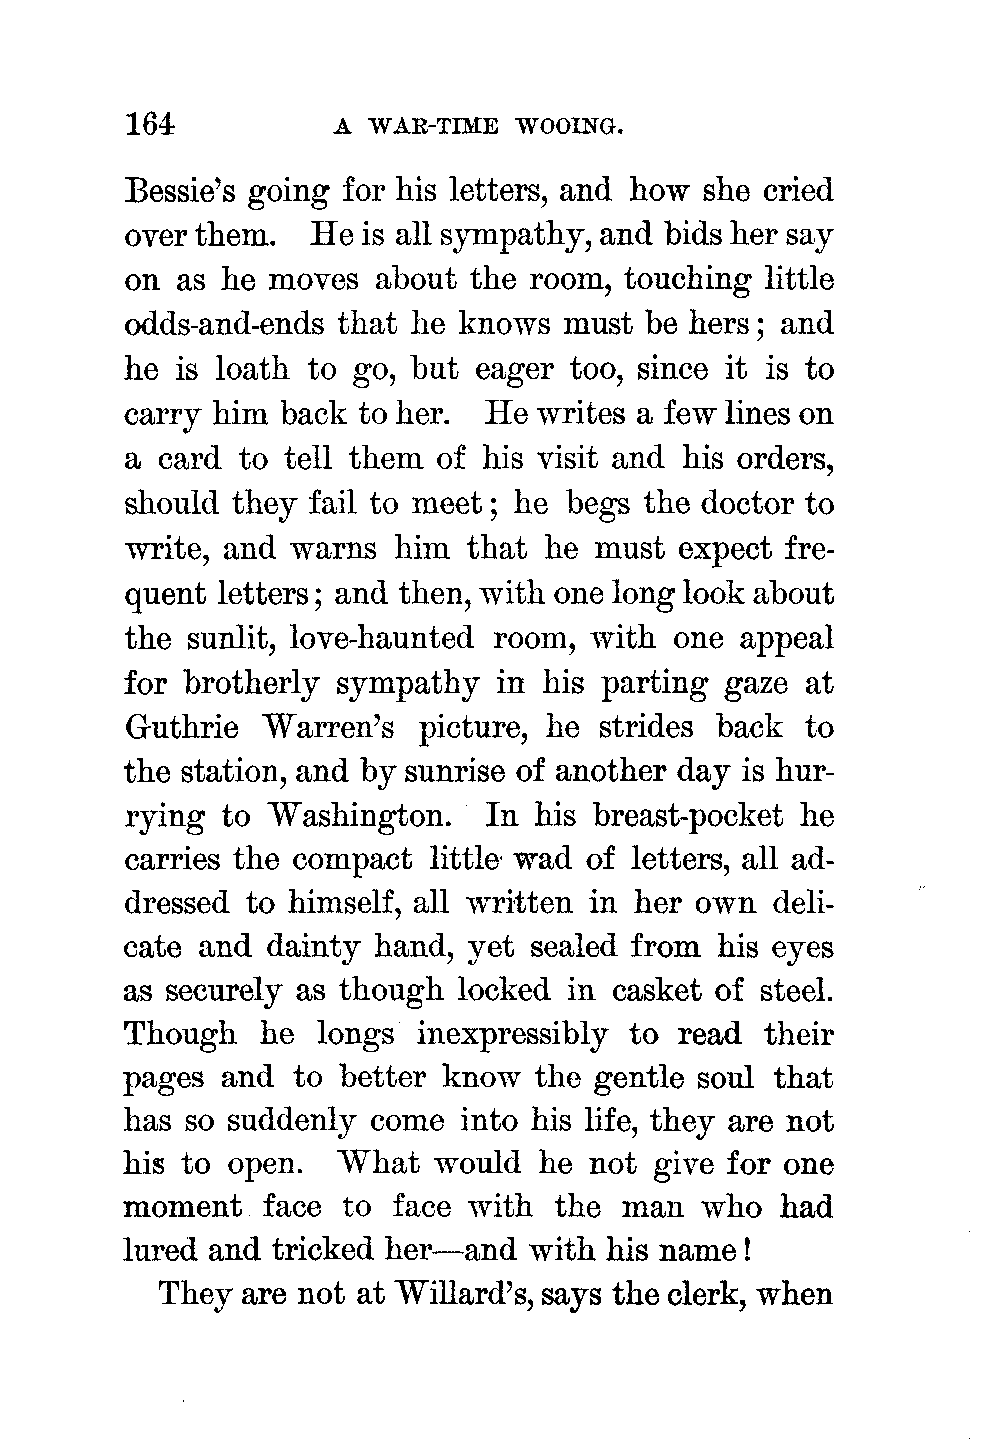 164 A WAR-TIME WOOING.
Bessie's going for his letters, and how she cried
over them. He is all sympathy, and bids her say
on as he moves about the room, touching little
odds-and-ends that he knows must be hers; and
he is loath to go, but eager too, since it is to
carry him back to her. He writes a few lines on
a card to tell them of his visit and his orders,
should they fail to meet; he begs the doctor to
write, and warns him that he must expect fre-
quent letters; and then, with one long look about
the sunlit, love-haunted room, with one appeal
for brotherly sympathy in his parting gaze at
Guthrie Warren's picture, he strides back to
the station, and by sunrise of another day is hur-
rying to Washington. In his breast-pocket he
carries the compact little wad of letters, all ad-
dressed to himself, all written in her own deli-
cate and dainty hand, yet sealed from his eyes
as securely as though locked in casket of steel.
Though he longs inexpressibly to read their
pages and to better know the gentle soul that
has so suddenly come into his life, they are not
his to open. What would he not give for one
moment face to face with the man who had
lured and tricked her—and with his name!
They are not at Willard's, says the clerk, when